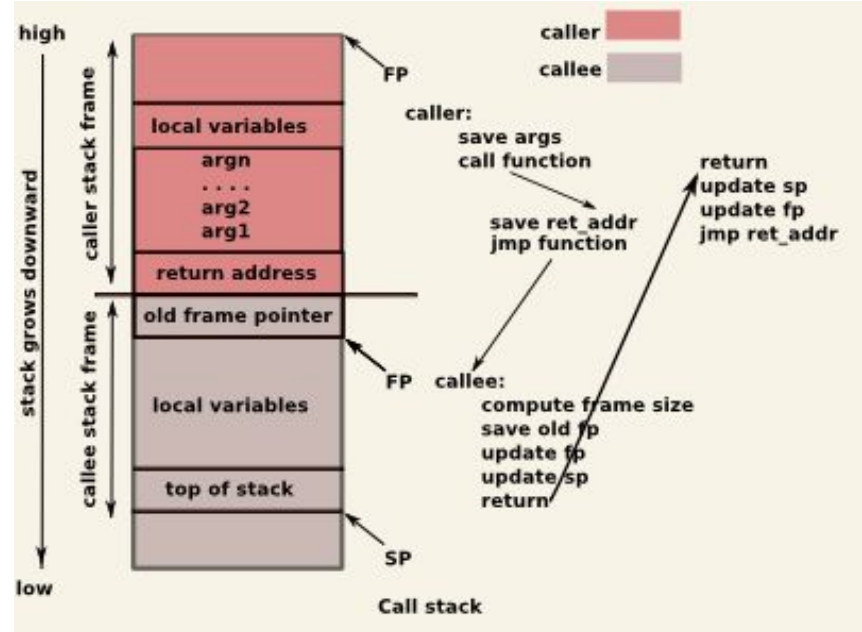 high
stack grows downward
low
caller stack frame
callee stack frame
local variables
argn
....
arg2
arg1
return address
old frame pointer
local variables
top of stack
FP
FP
SP
caller
callee
caller:
save args
call function
save ret_addr
jmp function
callee:
compute frame size
save old fp
update fp
update sp
return
return
update sp
update fp
jmp ret_addr
Call stack